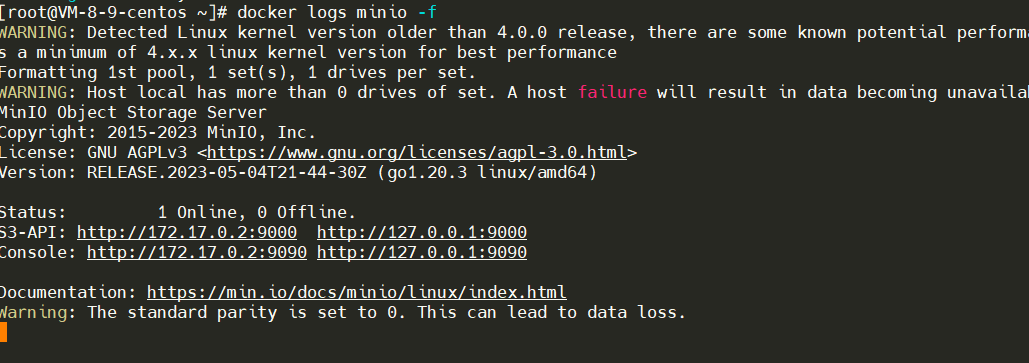 [root@VM-8-9-centos ~]# docker logs minio -f
WARNING: Detected Linux kernel version older than 4.0.0 release, there are some known potential
s a minimum of 4.x.x linux kernel version for best performance
Formatting 1st pool, 1 set(s), 1 drives per set.
WARNING: Host local has more than 0 drives of set. A host failure will result in data becoming
MinIO Object Storage Server
Copyright: 2015-2023 MinIO, Inc.
License: GNU AGPLv3 <https://www.gnu.org/licenses/agpl-3.0.html>
Version: RELEASE.2023-05-04T21-44-30Z (go1.20.3 linux/amd64)
Status: 1 Online, 0 Offline.
S3-API: http://172.17.0.2:9000 http://127.0.0.1:9000
Console: http://172.17.0.2:9090 http://127.0.0.1:9090
Documentation: https://min.io/docs/minio/linux/index.html
Warning: The standard parity is set to 0. This can lead to data loss.